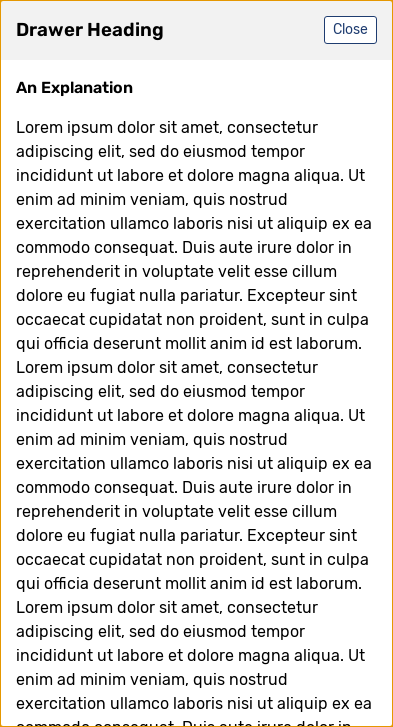 Drawer Heading
Close
An Explanation
Lorem ipsum dolor sit amet, consectetur
adipiscing elit, sed do eiusmod tempor
incididunt ut labore et dolore magna aliqua. Ut
enim ad minim veniam, quis nostrud
exercitation ullamco laboris nisi ut aliquip ex ea
commodo consequat. Duis aute irure dolor in
reprehenderit in voluptate velit esse cillum
dolore eu fugiat nulla pariatur. Excepteur sint
occaecat cupidatat non proident, sunt in culpa
qui officia deserunt mollit anim id est laborum.
Lorem ipsum dolor sit amet, consectetur
adipiscing elit, sed do eiusmod tempor
incididunt ut labore et dolore magna aliqua. Ut
enim ad minim veniam, quis nostrud
exercitation ullamco laboris nisi ut aliquip ex ea
commodo consequat. Duis aute irure dolor in
reprehenderit in voluptate velit esse cillum
dolore eu fugiat nulla pariatur. Excepteur sint
occaecat cupidatat non proident, sunt in culpa
qui officia deserunt mollit anim id est laborum.
Lorem ipsum dolor sit amet, consectetur
adipiscing elit, sed do eiusmod tempor
incididunt ut labore et dolore magna aliqua. Ut
enim ad minim veniam, quis nostrud
exercitation ullamco laboris nisi ut aliquip ex ea
commodo consequat. Duis aute irure dolor in